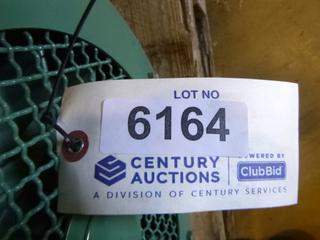 LOT NO
6164
CENTURY AUCTIONS
POWERED BY
ClubBid
A DIVISION OF CENTURY SERVICES